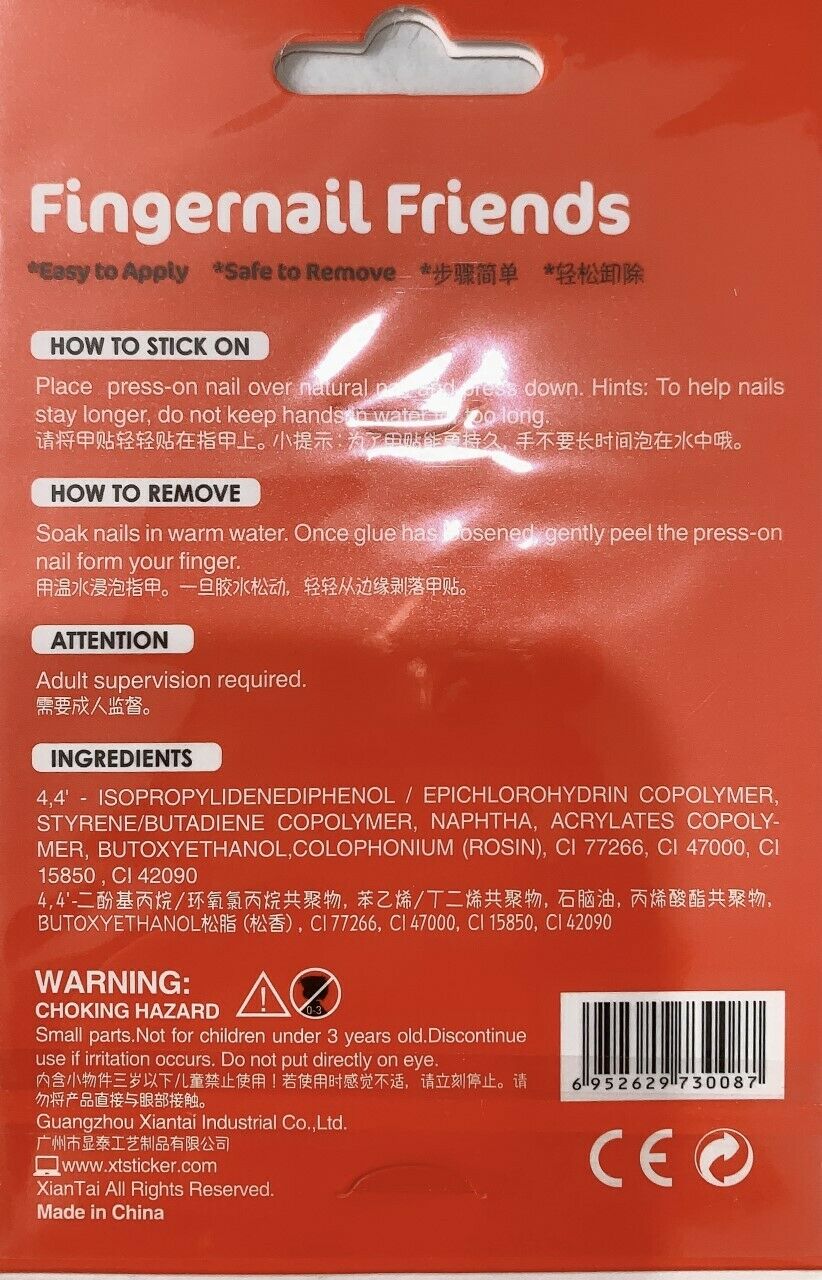 Fingernail Friends
*Easy to Apply *Safe to Remove *步骤简单 *轻松卸除
HOW TO STICK ON
Place press-on nail over natural nail and press down. Hints: To help nails
stay longer, do not keep hands in water for too long.
请将甲贴轻轻贴在指甲上。小提示：为了甲贴能更持久，手不要长时间泡在水中哦。
HOW TO REMOVE
Soak nails in warm water. Once glue has loosened, gently peel the press-on
nail form your finger.
用温水浸泡指甲。一旦胶水松动，轻轻从边缘剥落甲贴。
ATTENTION
Adult supervision required.
需要成人监督。
INGREDIENTS
4,4' - ISOPROPYLIDENEDIPHENOL / EPICHLOROHYDRIN COPOLYMER,
STYRENE/BUTADIENE COPOLYMER, NAPHTHA, ACRYLATES COPOLY-
MER, BUTOXYETHANOL,COLOPHONIUM (ROSIN), CI 77266, CI 47000, CI
15850 , CI 42090
4,4'-二酚基丙烷/环氧氯丙烷共聚物，苯乙烯/丁二烯共聚物，石脑油，丙烯酸酯共聚物，
BUTOXYETHANOL松脂 (松香) , CI 77266, CI 47000, CI 15850, CI 42090
WARNING:
CHOKING HAZARD
0-3
Small parts.Not for children under 3 years old.Discontinue
use if irritation occurs. Do not put directly on eye.
内含小物件三岁以下儿童禁止使用！若使用时感觉不适，请立刻停止。请
勿将产品直接与眼部接触。
Guangzhou Xiantai Industrial Co.,Ltd.
广州市显泰工艺制品有限公司
www.xtsticker.com
XianTai All Rights Reserved.
Made in China
6 952629 730087
CE